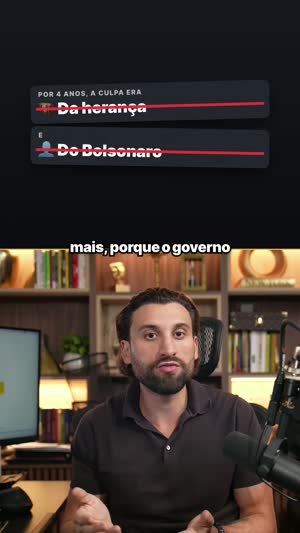 POR 4 ANOS, A CULPA ERA
Da herança
E
Do Bolsonaro
mais, porque o governo